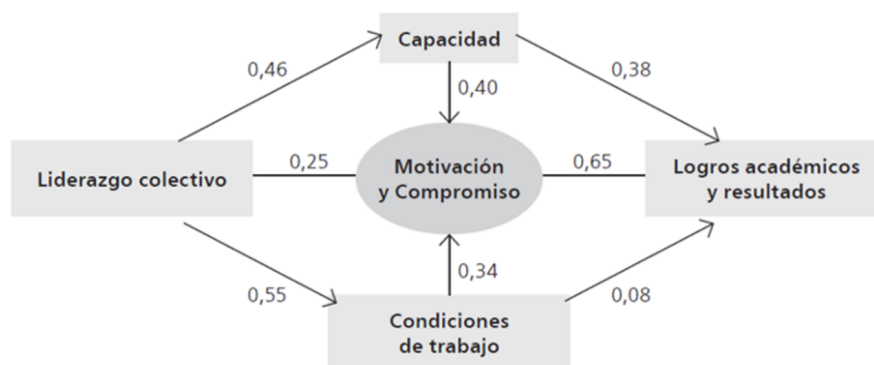 Capacidad
0,46
0,38
0,40
Liderazgo colectivo
0,25
Motivación
y Compromiso
0,65
Logros académicos
y resultados
0,34
0,55
0,08
Condiciones
de trabajo